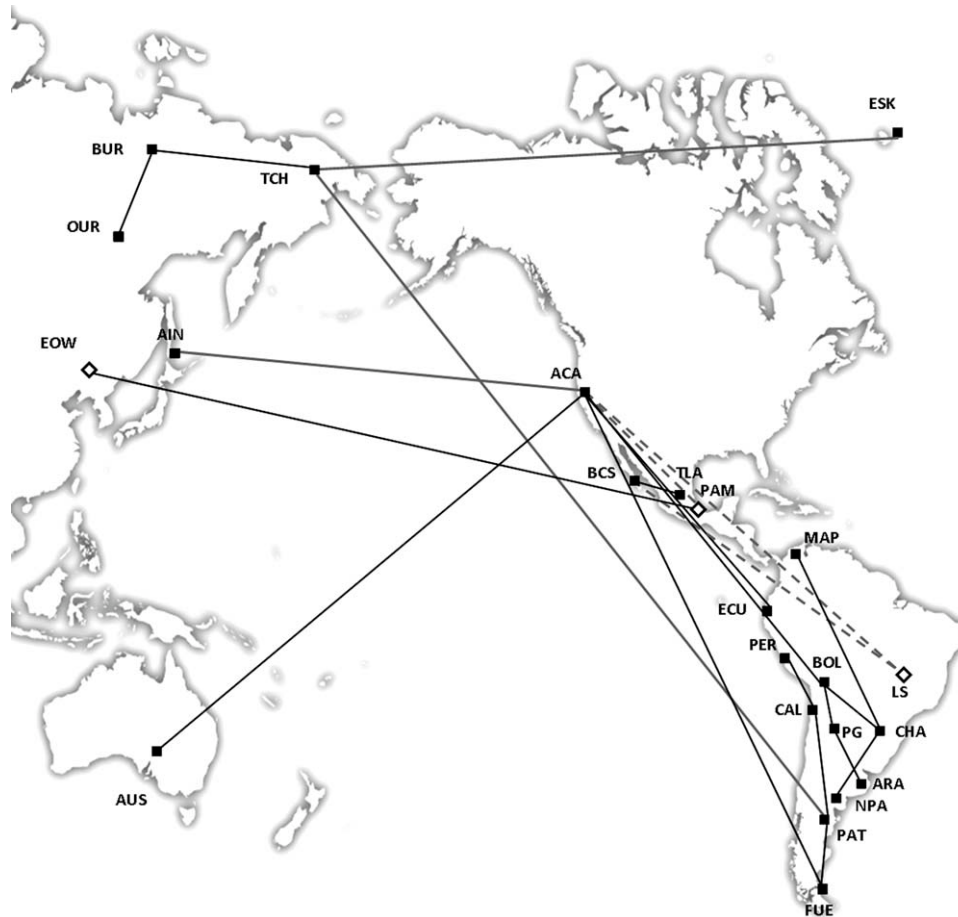 ESK
BUR
TCH
OUR
AIN
EOW
ACA
BCS
TLA
PAM
MAP
ECU
PER
BOL
LS
CAL
PG
CHA
ARA
AUS
NPA
PAT
FUE